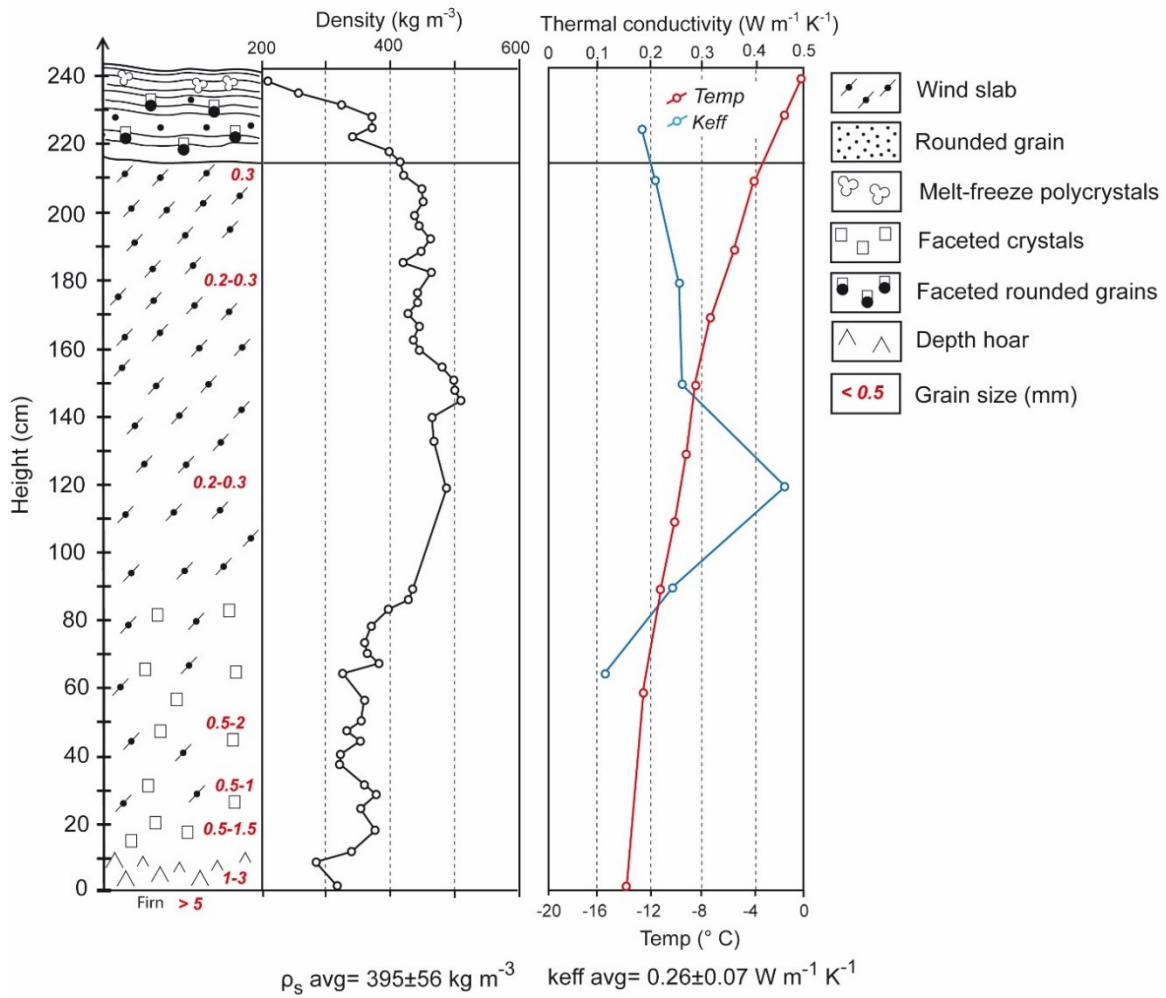 Density (kg m⁻³)
200 400 600
Thermal conductivity (W m⁻¹ K⁻¹)
0 0.1 0.2 0.3 0.4 0.5
Height (cm)
240
220
200
180
160
140
120
100
80
60
40
20
0
0.3
0.2-0.3
0.2-0.3
0.5-2
0.5-1
0.5-1.5
1-3
Firn > 5
Temp
Keff
-20 -16 -12 -8 -4 0
Temp (° C)
Wind slab
Rounded grain
Melt-freeze polycrystals
Faceted crystals
Faceted rounded grains
Depth hoar
< 0.5 Grain size (mm)
ρₛ avg= 395±56 kg m⁻³ keff avg= 0.26±0.07 W m⁻¹ K⁻¹